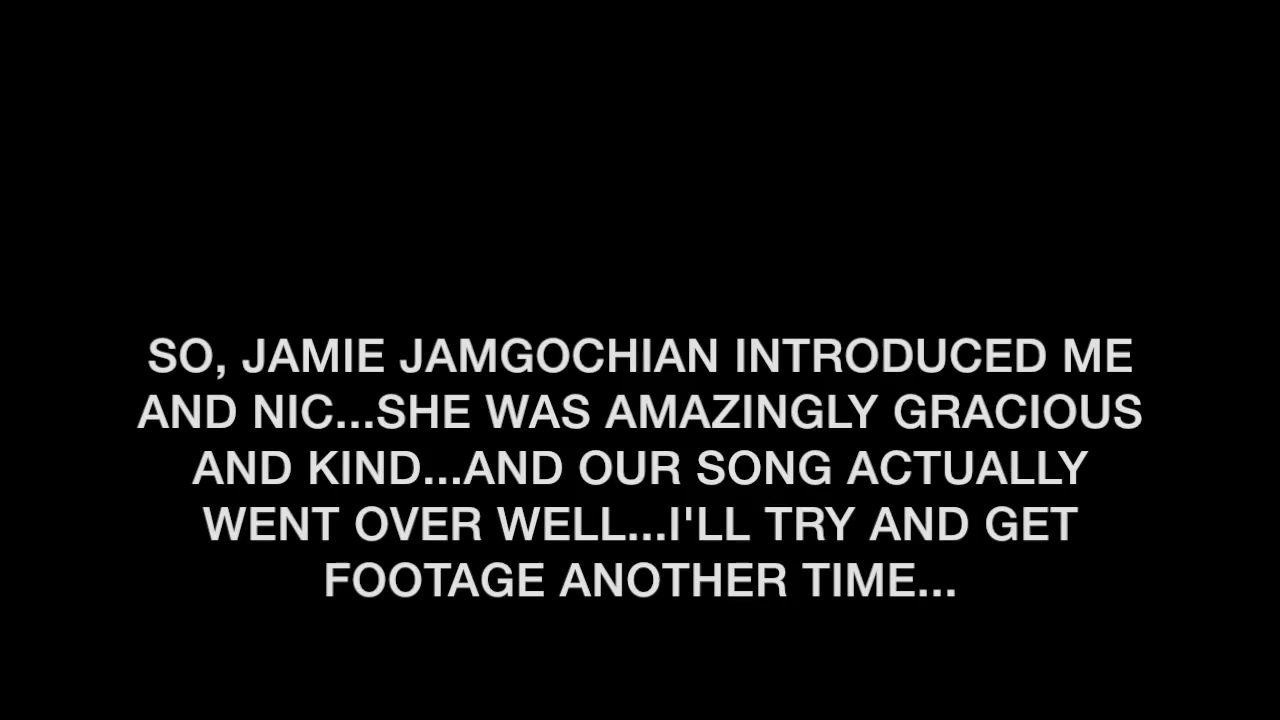 SO, JAMIE JAMGOCHIAN INTRODUCED ME
AND NIC...SHE WAS AMAZINGLY GRACIOUS
AND KIND...AND OUR SONG ACTUALLY
WENT OVER WELL...I'LL TRY AND GET
FOOTAGE ANOTHER TIME...